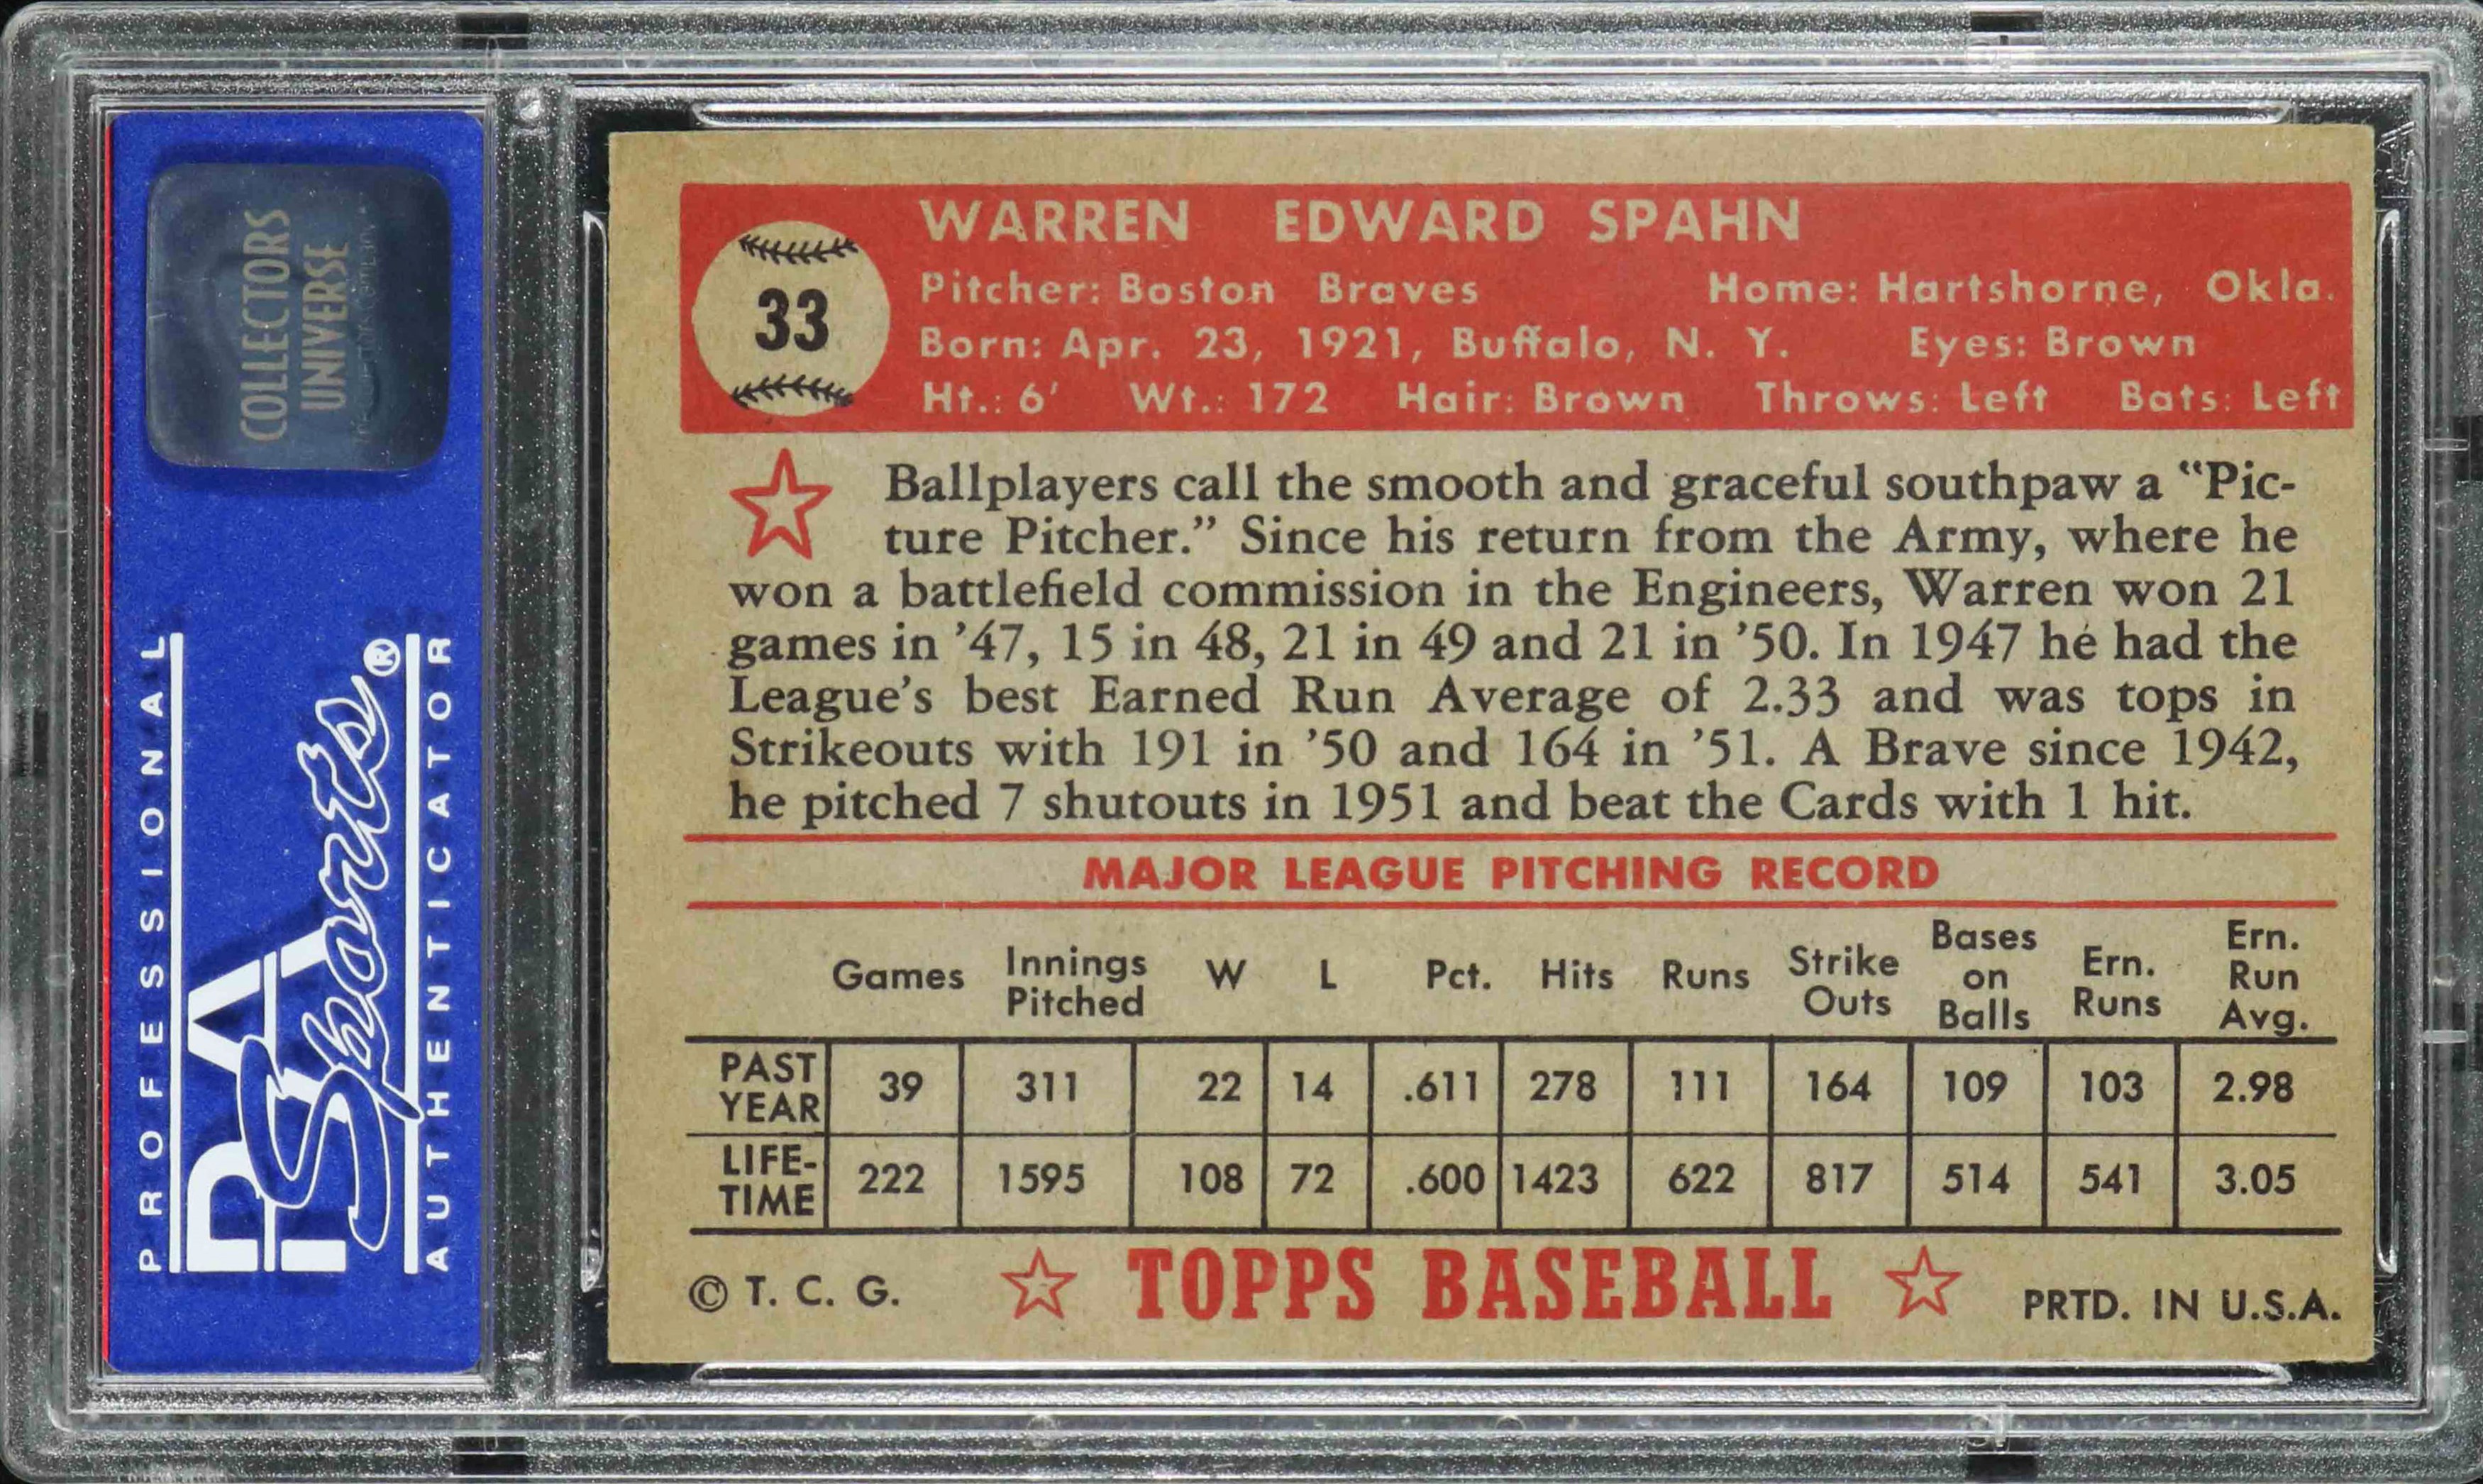 COLLECTORS
UNIVERSE
PROFESSIONAL
PSA
Sports®
AUTHENTICATOR
33
WARREN EDWARD SPAHN
Pitcher: Boston Braves Home: Hartshorne, Okla.
Born: Apr. 23, 1921, Buffalo, N. Y. Eyes: Brown
Ht.: 6' Wt.: 172 Hair: Brown Throws: Left Bats: Left
Ballplayers call the smooth and graceful southpaw a “Pic-
ture Pitcher.” Since his return from the Army, where he
won a battlefield commission in the Engineers, Warren won 21
games in ’47, 15 in 48, 21 in 49 and 21 in ’50. In 1947 he had the
League’s best Earned Run Average of 2.33 and was tops in
Strikeouts with 191 in ’50 and 164 in ’51. A Brave since 1942,
he pitched 7 shutouts in 1951 and beat the Cards with 1 hit.
MAJOR LEAGUE PITCHING RECORD
Games Innings Pitched W L Pct. Hits Runs Strike Outs Bases on Balls Ern. Runs Ern. Run Avg.
PAST YEAR 39 311 22 14 .611 278 111 164 109 103 2.98
LIFE-TIME 222 1595 108 72 .600 1423 622 817 514 541 3.05
© T. C. G. TOPPS BASEBALL PRTD. IN U.S.A.